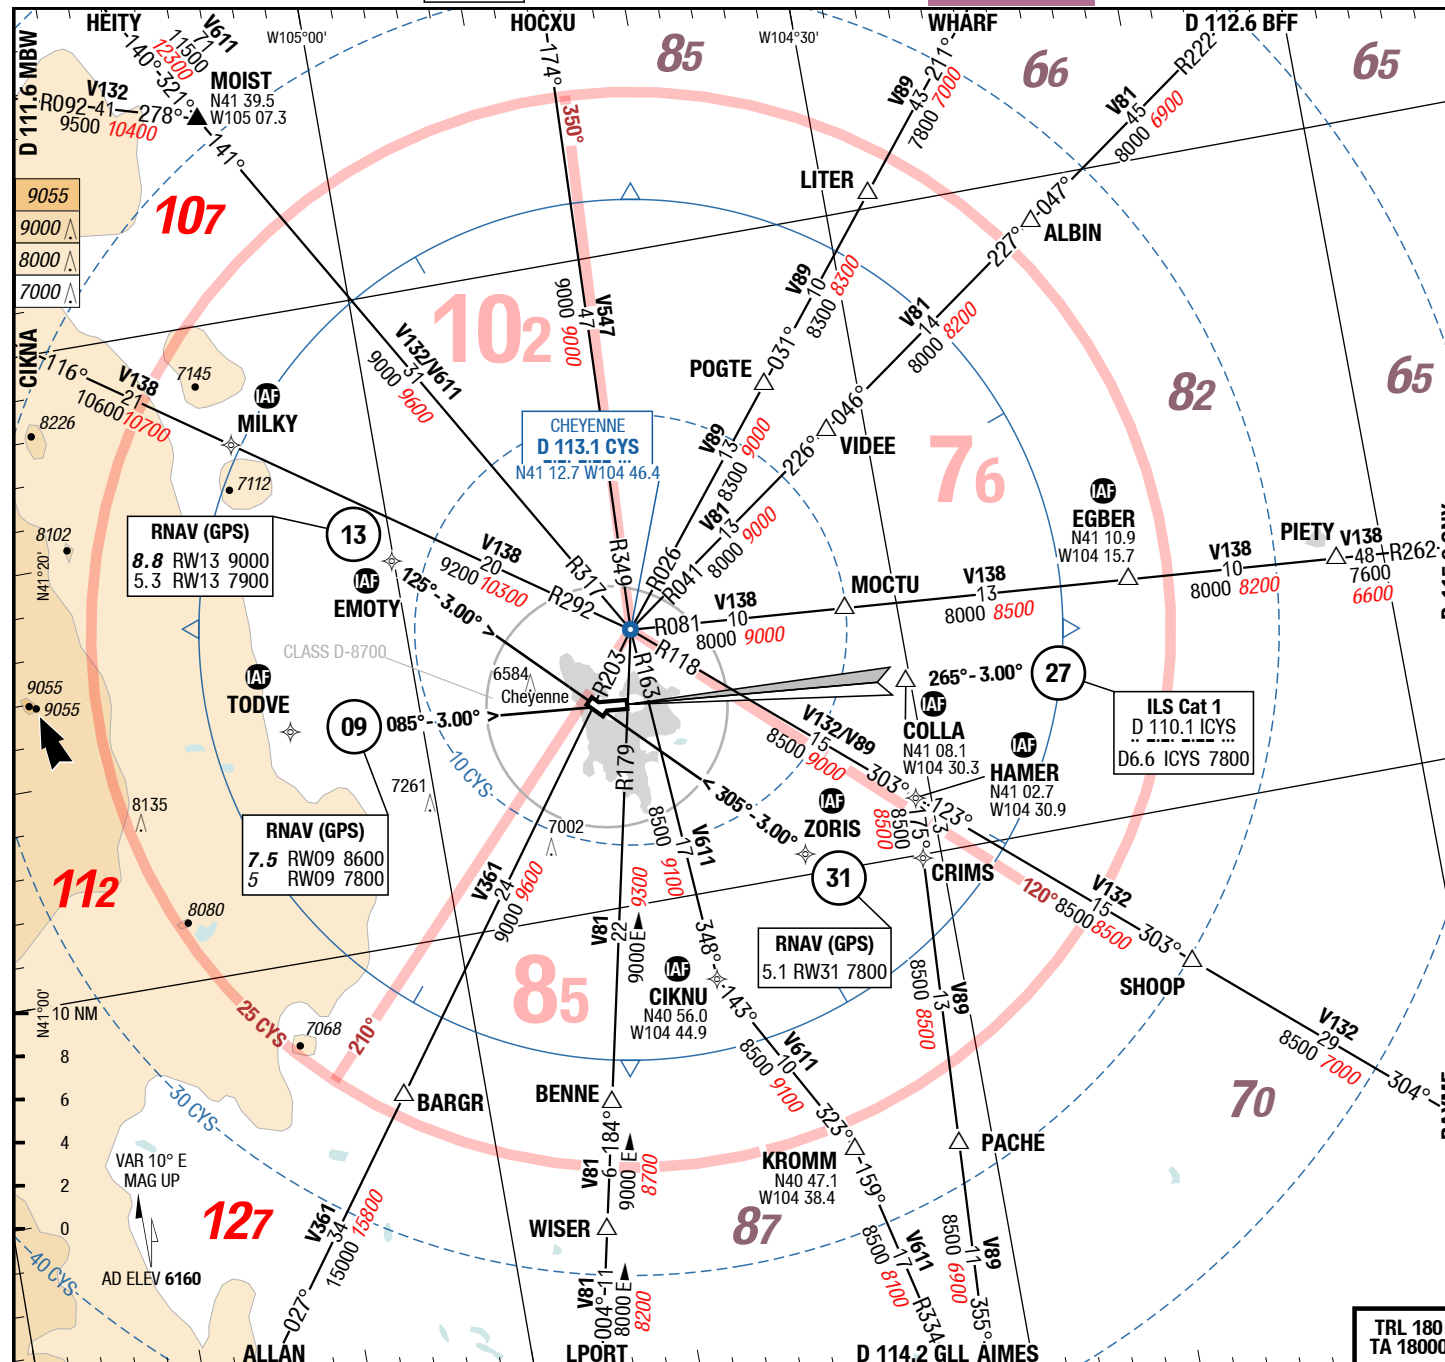 HEITY
HOCXU
WHARF
D 112.6 BFF
W105°00'
W104°30'
85
66
65
V611
71
11500
12300
140°-321°
MOIST
N41 39.5
W105 07.3
D 111.6 MBW
V132
R092-41-278°
9500 10400
141°
174°
350°
V89
43-211°
7800 7000
V81
45
8000 6900
R222
LITER
ALBIN
047°
227°
9055
9000
8000
7000
107
102
V547
47
9000 9000
V132/V611
31
9000 9600
V89
10
8300 8300
V81
14
8000 8200
CIKNA
116°
V138
21
10600 10700
7145
8226
IAF
MILKY
7112
POGTE
031°
046°
226°
VIDEE
82
65
76
CHEYENNE
D 113.1 CYS
N41 12.7 W104 46.4
V89
13
8300 9000
V81
13
8000 9000
IAF
EGBER
N41 10.9
W104 15.7
PIETY
V138
48-R262
7600
6600
RNAV (GPS)
8.8 RW13 9000
5.3 RW13 7900
13
8102
N41°20'
IAF
EMOTY
125°-3.00° >
V138
20
9200 10300
R317
R292
R349
R026
R041
R081
V138
10
8000 9000
MOCTU
V138
13
8000 8500
V138
10
8000 8200
CLASS D-8700
6584
Cheyenne
R203
R163
R118
R179
265°-3.00°
27
ILS Cat 1
D 110.1 ICYS
D6.6 ICYS 7800
9055
9055
IAF
TODVE
09
085°-3.00° >
10 CYS
IAF
COLLA
N41 08.1
W104 30.3
IAF
HAMER
N41 02.7
W104 30.9
V132/V89
15
8500 9000
303°
123°
8135
7261
7002
RNAV (GPS)
7.5 RW09 8600
5 RW09 7800
< 305°-3.00°
IAF
ZORIS
31
175°
13
8500
8500
CRIMS
112
8080
V361
24
9000 9600
V81
22
9000E
9300
V611
17
8500 9100
348°
RNAV (GPS)
5.1 RW31 7800
120°
V132
15
8500 8500
303°
SHOOP
85
IAF
CIKNU
N40 56.0
W104 44.9
143°
V89
13
8500 8500
V132
29
8500 7000
304°
N41°00'
10 NM
8
6
4
2
0
25 CYS
210°
7068
30 CYS
40 CYS
BARGR
BENNE
V611
10
8500 9100
323°
KROMM
N40 47.1
W104 38.4
159°
PACHE
70
VAR 10° E
MAG UP
AD ELEV 6160
127
V361
34
15000 15800
027°
184°
V81
6
9000 E
8700
WISER
87
V81
004°-11
8000 E
8200
V611
17
8500 8100
R334
V89
11
8500 6900
355°
ALLAN
LPORT
D 114.2 GLL
AIMES
TRL 180
TA 18000